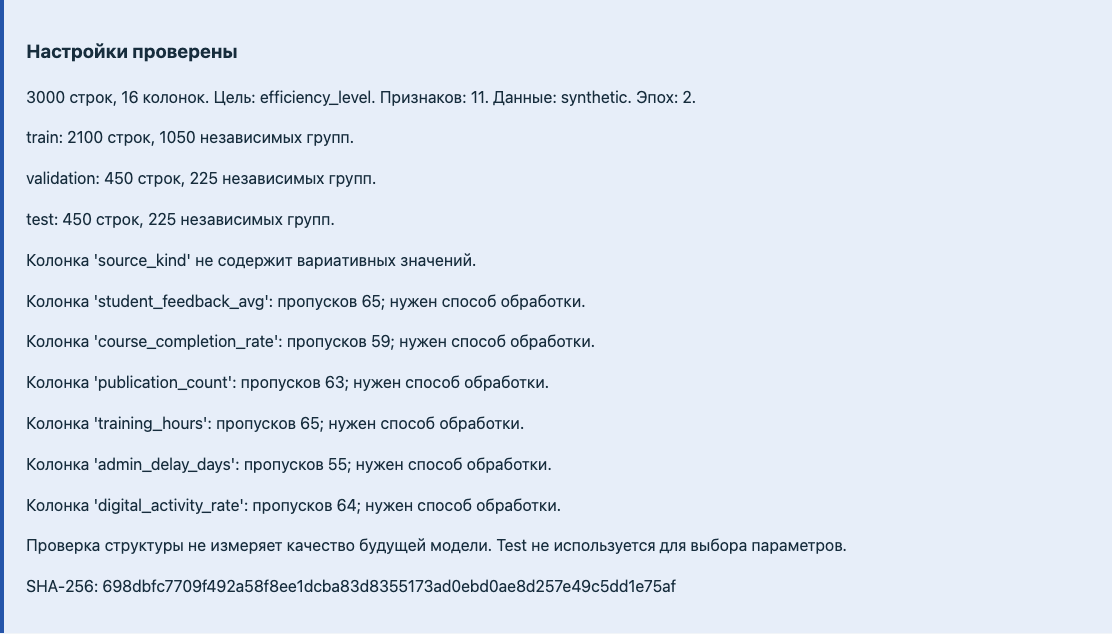 Настройки проверены
3000 строк, 16 колонок. Цель: efficiency_level. Признаков: 11. Данные: synthetic. Эпох: 2.
train: 2100 строк, 1050 независимых групп.
validation: 450 строк, 225 независимых групп.
test: 450 строк, 225 независимых групп.
Колонка 'source_kind' не содержит вариативных значений.
Колонка 'student_feedback_avg': пропусков 65; нужен способ обработки.
Колонка 'course_completion_rate': пропусков 59; нужен способ обработки.
Колонка 'publication_count': пропусков 63; нужен способ обработки.
Колонка 'training_hours': пропусков 65; нужен способ обработки.
Колонка 'admin_delay_days': пропусков 55; нужен способ обработки.
Колонка 'digital_activity_rate': пропусков 64; нужен способ обработки.
Проверка структуры не измеряет качество будущей модели. Test не используется для выбора параметров.
SHA-256: 698dbfc7709f492a58f8ee1dcba83d8355173ad0ebd0ae8d257e49c5dd1e75af